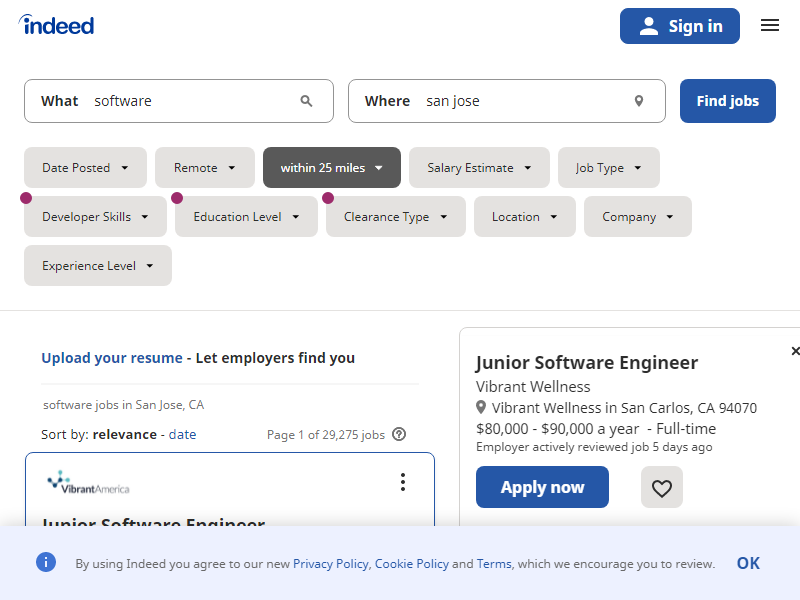 indeed
Sign in
What software
Where san jose
Find jobs
Date Posted
Remote
within 25 miles
Salary Estimate
Job Type
Developer Skills
Education Level
Clearance Type
Location
Company
Experience Level
Upload your resume - Let employers find you
software jobs in San Jose, CA
Sort by: relevance - date
Page 1 of 29,275 jobs
VibrantAmerica
Junior Software Engineer
Junior Software Engineer
Vibrant Wellness
Vibrant Wellness in San Carlos, CA 94070
$80,000 - $90,000 a year - Full-time
Employer actively reviewed job 5 days ago
Apply now
By using Indeed you agree to our new Privacy Policy, Cookie Policy and Terms, which we encourage you to review.
OK